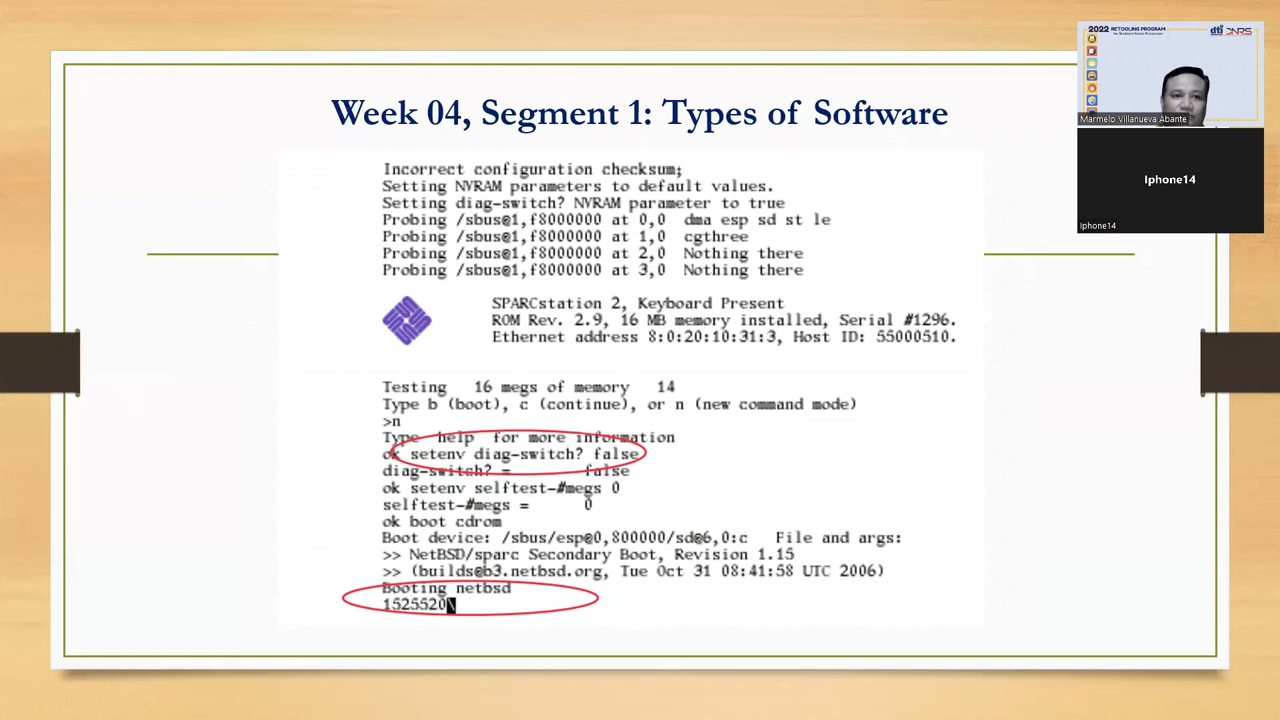 Week 04, Segment 1: Types of Software
Incorrect configuration checksum;
Setting NVRAM parameters to default values.
Setting diag-switch? NVRAM parameter to true
Probing /sbus@1,f8000000 at 0,0 dma esp sd st le
Probing /sbus@1,f8000000 at 1,0 cgthree
Probing /sbus@1,f8000000 at 2,0 Nothing there
Probing /sbus@1,f8000000 at 3,0 Nothing there
SPARCstation 2, Keyboard Present
ROM Rev. 2.9, 16 MB memory installed, Serial #1296.
Ethernet address 8:0:20:10:31:3, Host ID: 55000510.
Testing 16 megs of memory 14
Type b (boot), c (continue), or n (new command mode)
>n
Type help for more information
ok setenv diag-switch? false
diag-switch? = false
ok setenv selftest-#megs 0
selftest-#megs = 0
ok boot cdrom
Boot device: /sbus/esp@0,800000/sd@6,0:c File and args:
>> NetBSD/sparc Secondary Boot, Revision 1.15
>> (builds@b3.netbsd.org, Tue Oct 31 08:41:58 UTC 2006)
Booting netbsd
1525520\
2022 RETOOLING PROGRAM
dti CNRS
Marmelo Villanueva Abante
Iphone14
Iphone14